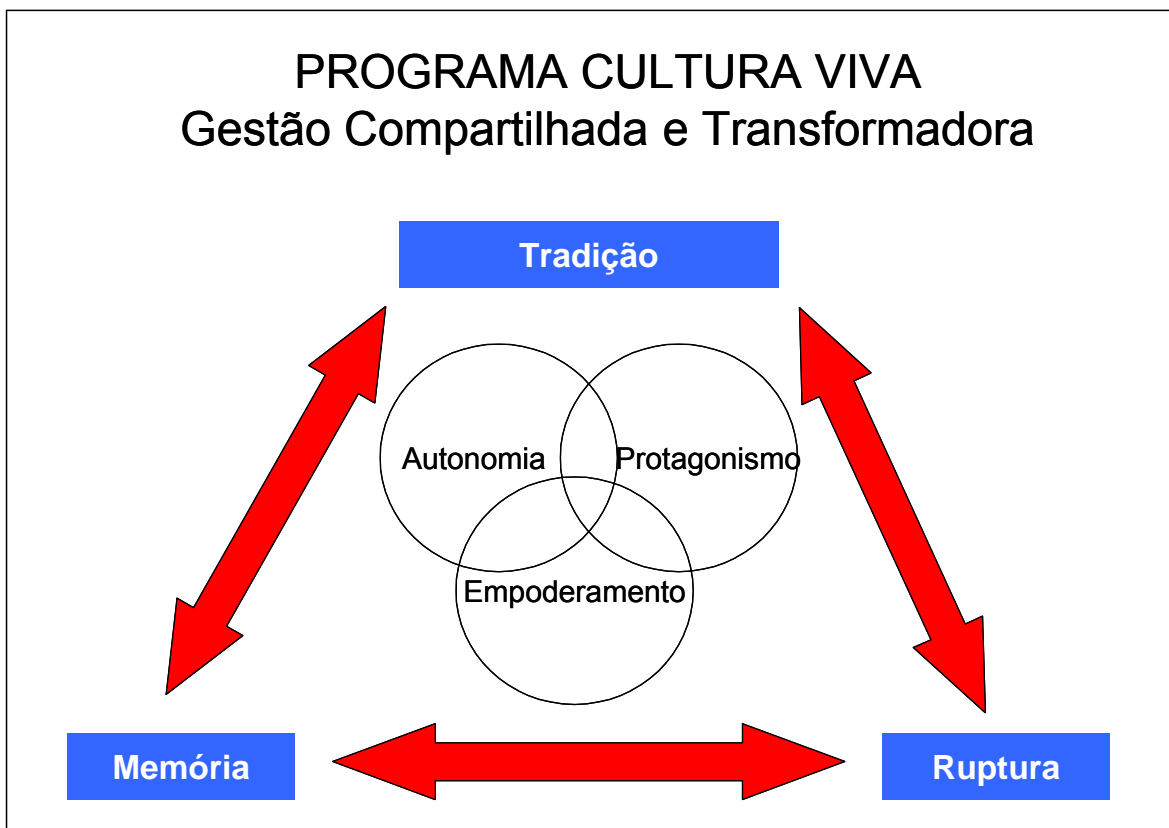 PROGRAMA CULTURA VIVA
Gestão Compartilhada e Transformadora
Tradição
Autonomia
Protagonismo
Empoderamento
Memória
Ruptura